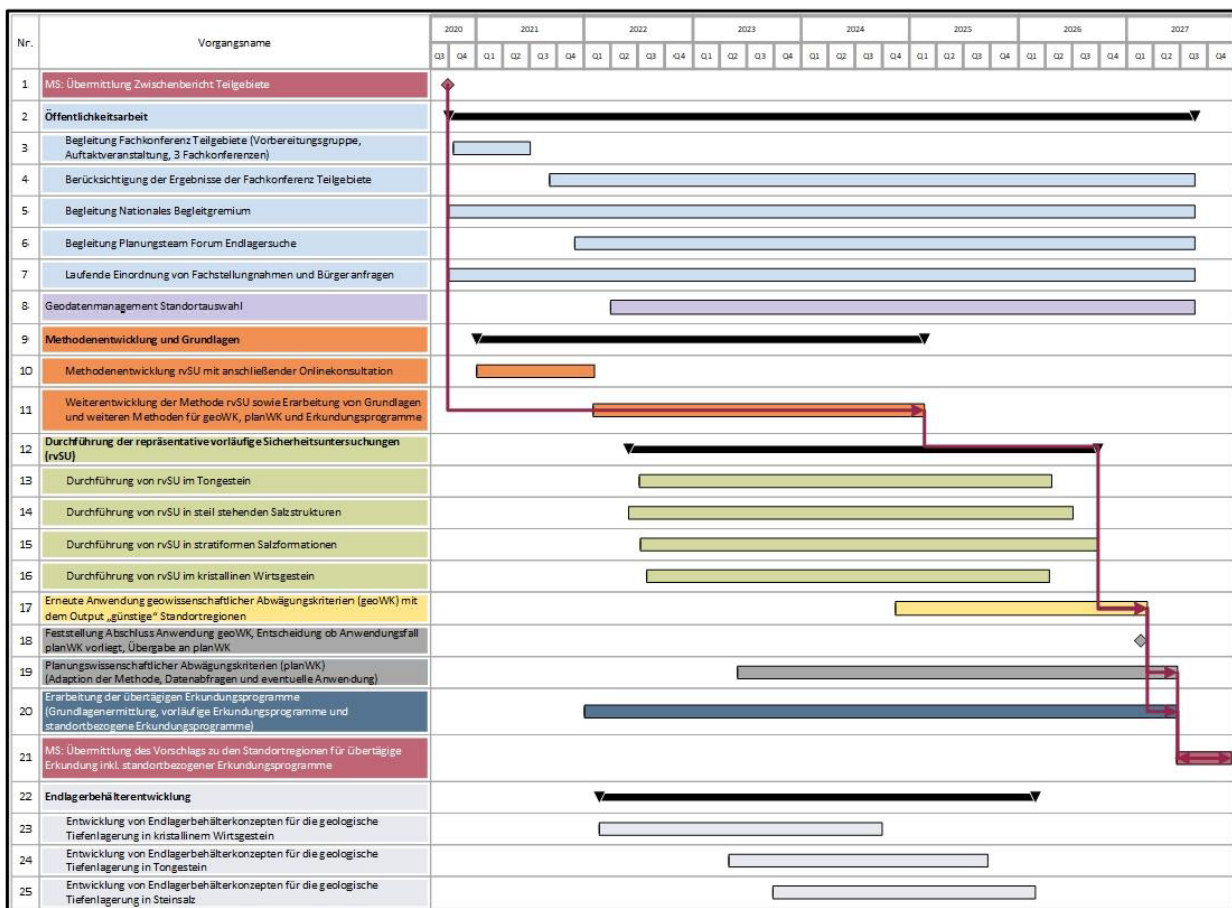 Nr.
Vorgangsname
2020 2021 2022 2023 2024 2025 2026 2027
Q3 Q4 Q1 Q2 Q3 Q4 Q1 Q2 Q3 Q4 Q1 Q2 Q3 Q4 Q1 Q2 Q3 Q4 Q1 Q2 Q3 Q4 Q1 Q2 Q3 Q4 Q1 Q2 Q3 Q4
1 MS: Übermittlung Zwischenbericht Teilgebiete
2 Öffentlichkeitsarbeit
3 Begleitung Fachkonferenz Teilgebiete (Vorbereitungsgruppe,
Auftaktveranstaltung, 3 Fachkonferenzen)
4 Berücksichtigung der Ergebnisse der Fachkonferenz Teilgebiete
5 Begleitung Nationales Begleitgremium
6 Begleitung Planungsteam Forum Endlagersuche
7 Laufende Einordnung von Fachstellungnahmen und Bürgeranfragen
8 Geodatenmanagement Standortauswahl
9 Methodenentwicklung und Grundlagen
10 Methodenentwicklung rvSU mit anschließender Onlinekonsultation
11 Weiterentwicklung der Methode rvSU sowie Erarbeitung von Grundlagen
und weiteren Methoden für geoWK, planWK und Erkundungsprogramme
12 Durchführung der repräsentative vorläufige Sicherheitsuntersuchungen
(rvSU)
13 Durchführung von rvSU im Tongestein
14 Durchführung von rvSU in steil stehenden Salzstrukturen
15 Durchführung von rvSU in stratiformen Salzformationen
16 Durchführung von rvSU im kristallinen Wirtsgestein
17 Erneute Anwendung geowissenschaftlicher Abwägungskriterien (geoWK) mit
dem Output „günstige“ Standortregionen
18 Feststellung Abschluss Anwendung geoWK, Entscheidung ob Anwendungsfall
planWK vorliegt, Übergabe an planWK
19 Planungswissenschaftlicher Abwägungskriterien (planWK)
(Adaption der Methode, Datenabfragen und eventuelle Anwendung)
20 Erarbeitung der übertägigen Erkundungsprogramme
(Grundlagenermittlung, vorläufige Erkundungsprogramme und
standortbezogene Erkundungsprogramme)
21 MS: Übermittlung des Vorschlags zu den Standortregionen für übertägige
Erkundung inkl. standortbezogener Erkundungsprogramme
22 Endlagerbehälterentwicklung
23 Entwicklung von Endlagerbehälterkonzepten für die geologische
Tiefenlagerung in kristallinem Wirtsgestein
24 Entwicklung von Endlagerbehälterkonzepten für die geologische
Tiefenlagerung in Tongestein
25 Entwicklung von Endlagerbehälterkonzepten für die geologische
Tiefenlagerung in Steinsalz